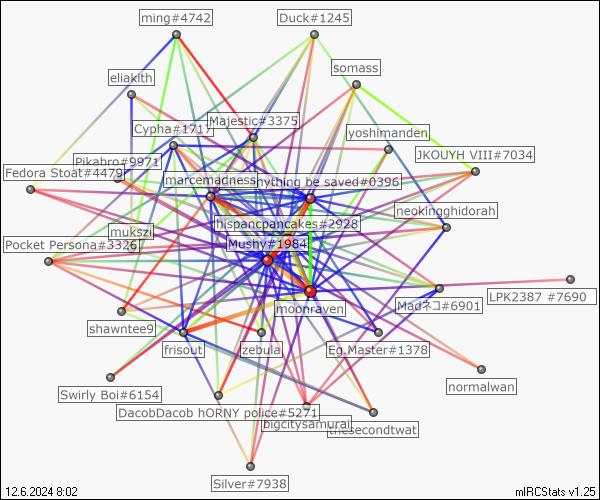 ming#4742
Duck#1245
somass
eliakith
Cypha#1717
Majestic#3375
yoshimanden
JKOUYH VIII#7034
Pikabro#9971
Fedora Stoat#4479
marcemadness
nything be saved#0396
neokingghidorah
hispancpancakes#2928
mukszi
Pocket Persona#3326
Mushy#1984
LPK2387 #7690
Madネコ#6901
moonraven
shawntee9
frisout
zebula
Eg.Master#1378
normalwan
Swirly Boi#6154
DacobDacob hORNY police#5271
bigcitysamurai
thesecondtwat
Silver#7938
12.6.2024 8:02
mIRCStats v1.25